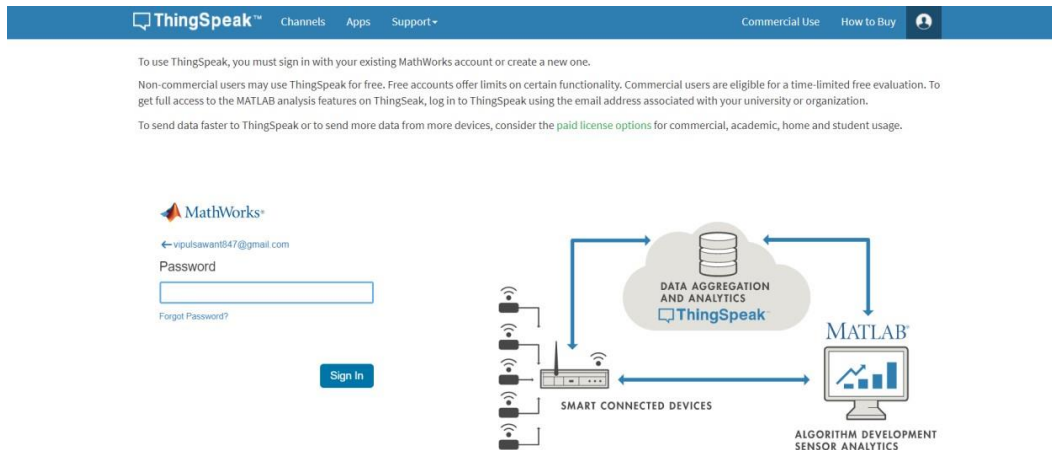 ThingSpeak™ Channels Apps Support Commercial Use How to Buy
To use ThingSpeak, you must sign in with your existing MathWorks account or create a new one.
Non-commercial users may use ThingSpeak for free. Free accounts offer limits on certain functionality. Commercial users are eligible for a time-limited free evaluation. To
get full access to the MATLAB analysis features on ThingSeak, log in to ThingSpeak using the email address associated with your university or organization.
To send data faster to ThingSpeak or to send more data from more devices, consider the paid license options for commercial, academic, home and student usage.
MathWorks®
vipulsawant847@gmail.com
Password
Forgot Password?
Sign In
DATA AGGREGATION
AND ANALYTICS
ThingSpeak™
MATLAB®
SMART CONNECTED DEVICES
ALGORITHM DEVELOPMENT
SENSOR ANALYTICS